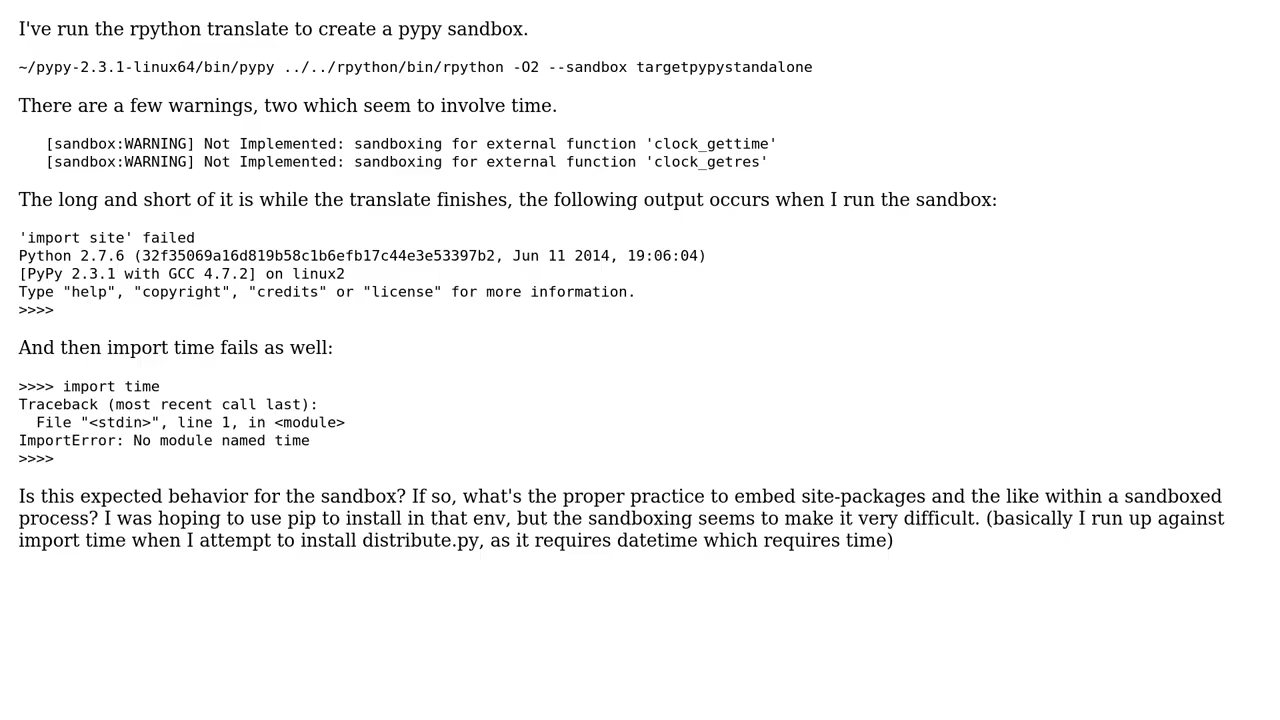 I've run the rpython translate to create a pypy sandbox.
~/pypy-2.3.1-linux64/bin/pypy ../../rpython/bin/rpython -O2 --sandbox targetpypystandalone
There are a few warnings, two which seem to involve time.
[sandbox:WARNING] Not Implemented: sandboxing for external function 'clock_gettime'
[sandbox:WARNING] Not Implemented: sandboxing for external function 'clock_getres'
The long and short of it is while the translate finishes, the following output occurs when I run the sandbox:
'import site' failed
Python 2.7.6 (32f35069a16d819b58c1b6efb17c44e3e53397b2, Jun 11 2014, 19:06:04)
[PyPy 2.3.1 with GCC 4.7.2] on linux2
Type "help", "copyright", "credits" or "license" for more information.
>>>>
And then import time fails as well:
>>>> import time
Traceback (most recent call last):
  File "<stdin>", line 1, in <module>
ImportError: No module named time
>>>>
Is this expected behavior for the sandbox? If so, what's the proper practice to embed site-packages and the like within a sandboxed
process? I was hoping to use pip to install in that env, but the sandboxing seems to make it very difficult. (basically I run up against
import time when I attempt to install distribute.py, as it requires datetime which requires time)